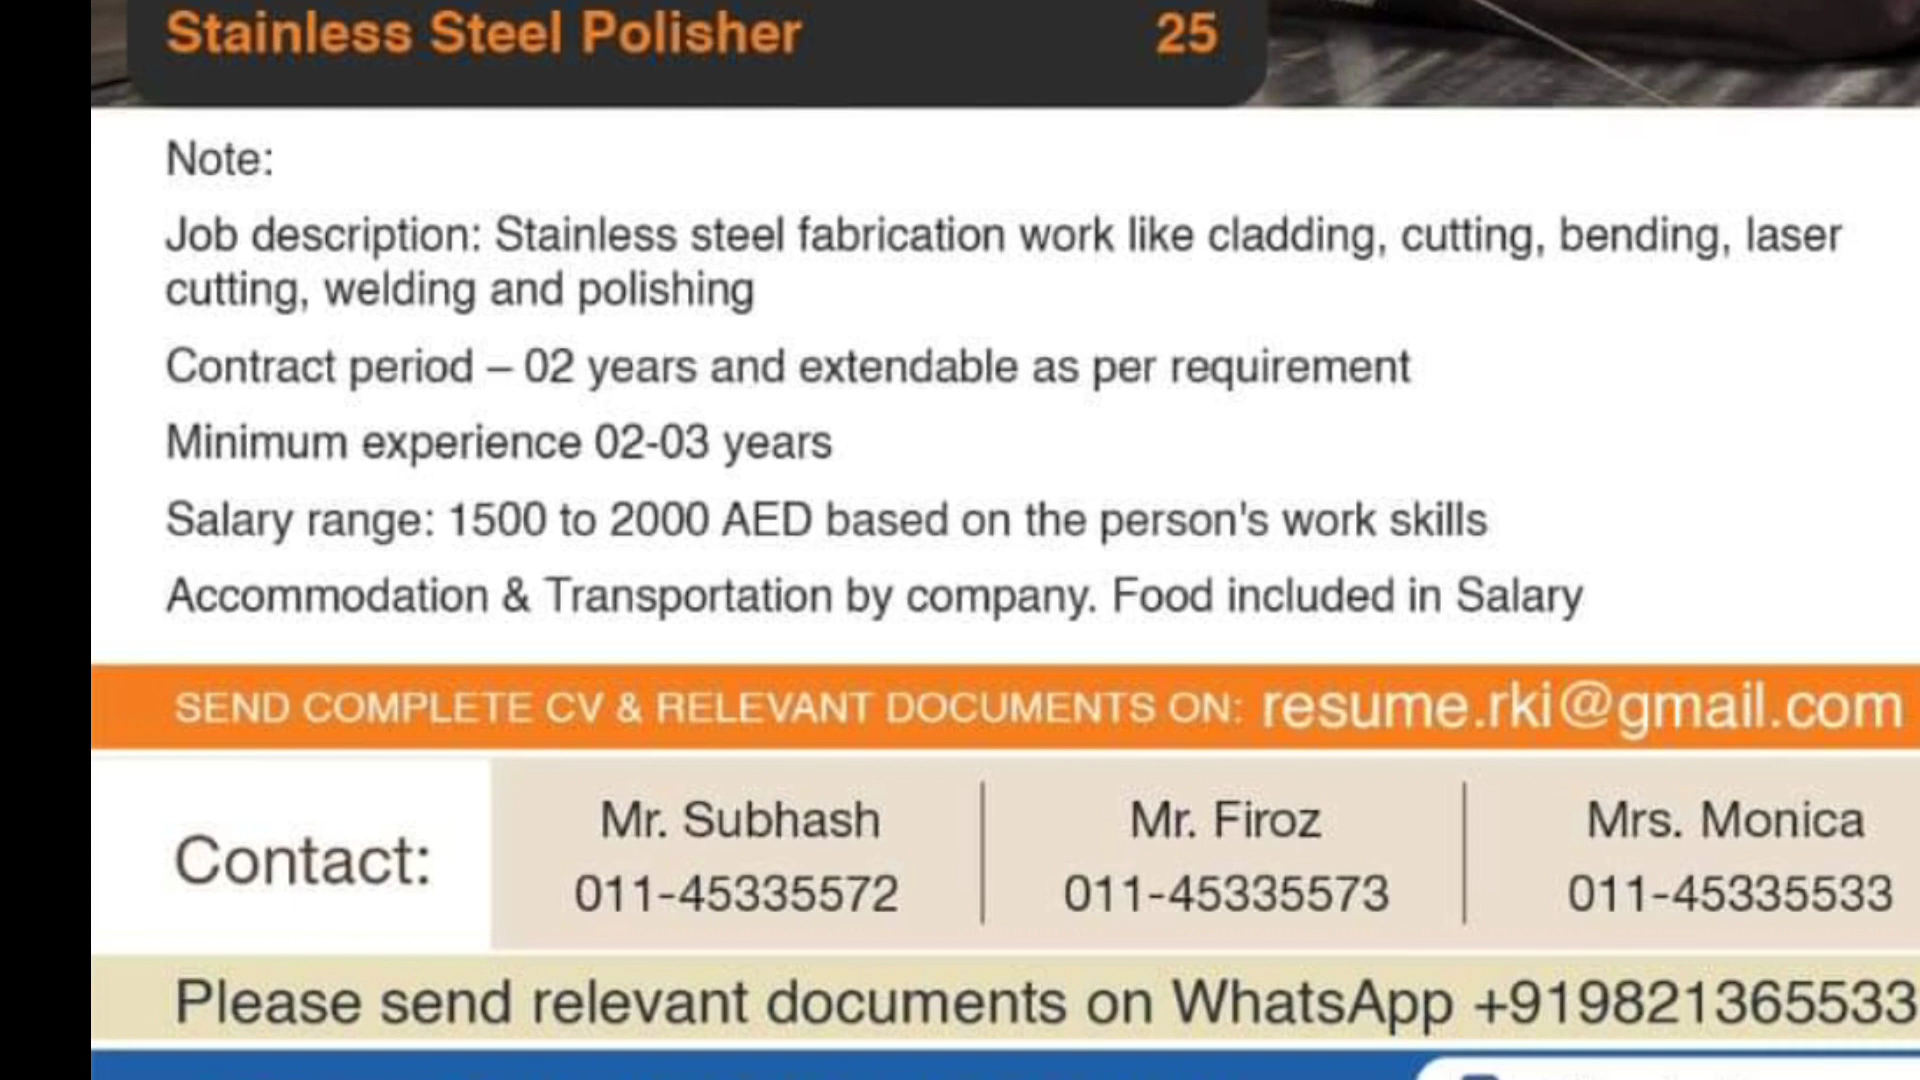 Stainless Steel Polisher 25
Note:
Job description: Stainless steel fabrication work like cladding, cutting, bending, laser
cutting, welding and polishing
Contract period – 02 years and extendable as per requirement
Minimum experience 02-03 years
Salary range: 1500 to 2000 AED based on the person's work skills
Accommodation & Transportation by company. Food included in Salary
SEND COMPLETE CV & RELEVANT DOCUMENTS ON: resume.rki@gmail.com
Contact:
Mr. Subhash
011-45335572
Mr. Firoz
011-45335573
Mrs. Monica
011-45335533
Please send relevant documents on WhatsApp +919821365533